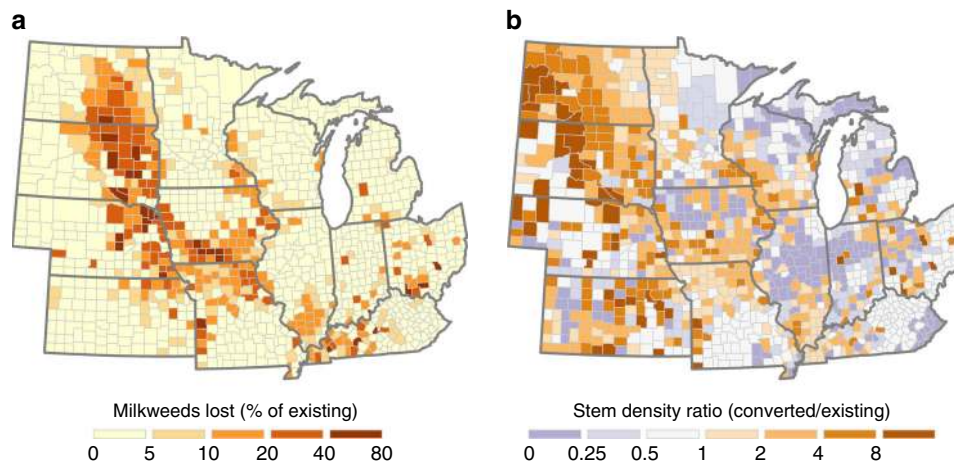 a
b
Milkweeds lost (% of existing)
0 5 10 20 40 80
Stem density ratio (converted/existing)
0 0.25 0.5 1 2 4 8